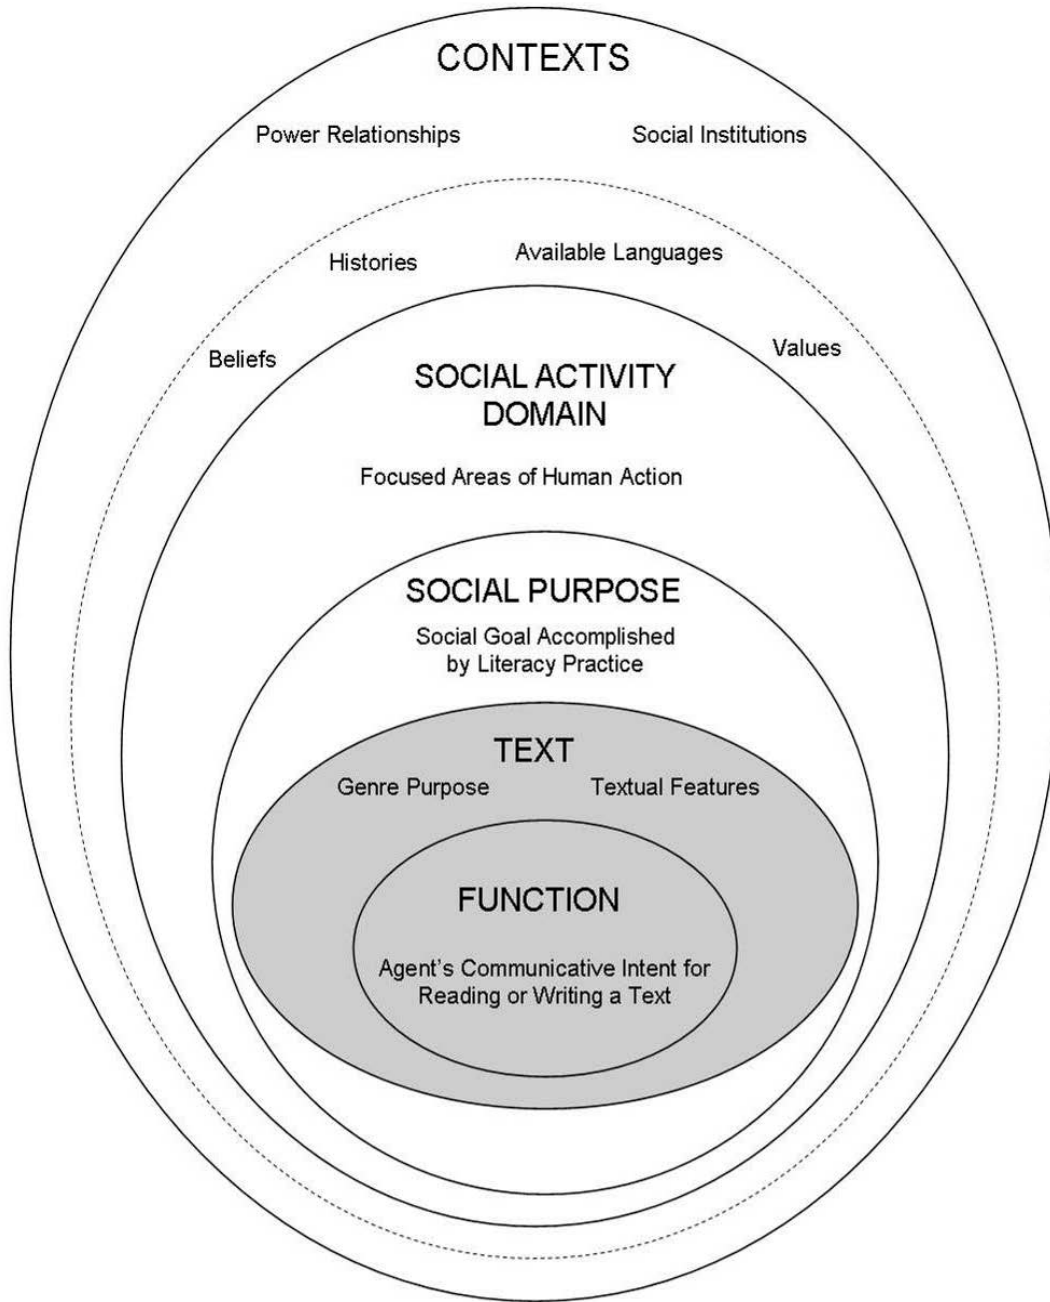 CONTEXTS
Power Relationships
Social Institutions
Histories
Available Languages
Beliefs
Values
SOCIAL ACTIVITY
DOMAIN
Focused Areas of Human Action
SOCIAL PURPOSE
Social Goal Accomplished
by Literacy Practice
TEXT
Genre Purpose
Textual Features
FUNCTION
Agent's Communicative Intent for
Reading or Writing a Text